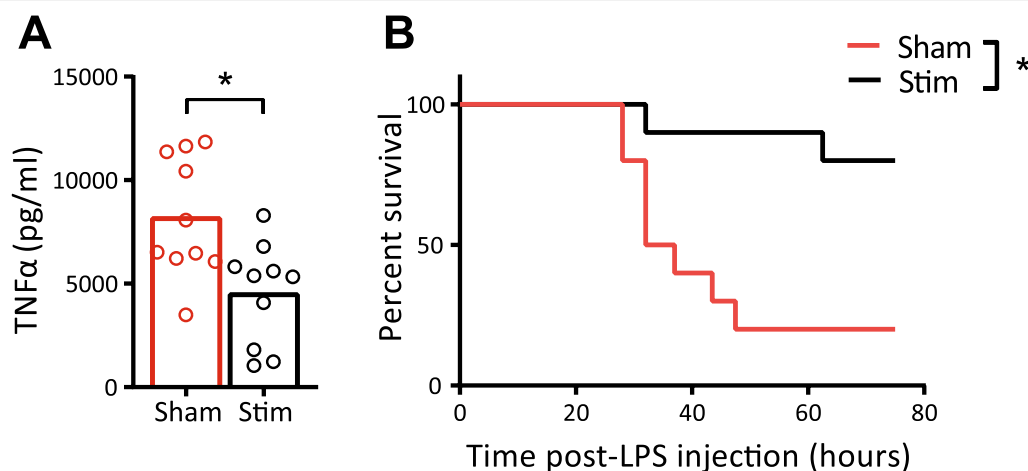 A
TNFα (pg/ml)
15000
10000
5000
0
*
Sham
Stim
B
Percent survival
100
50
0
0 20 40 60 80
Time post-LPS injection (hours)
Sham
Stim
*